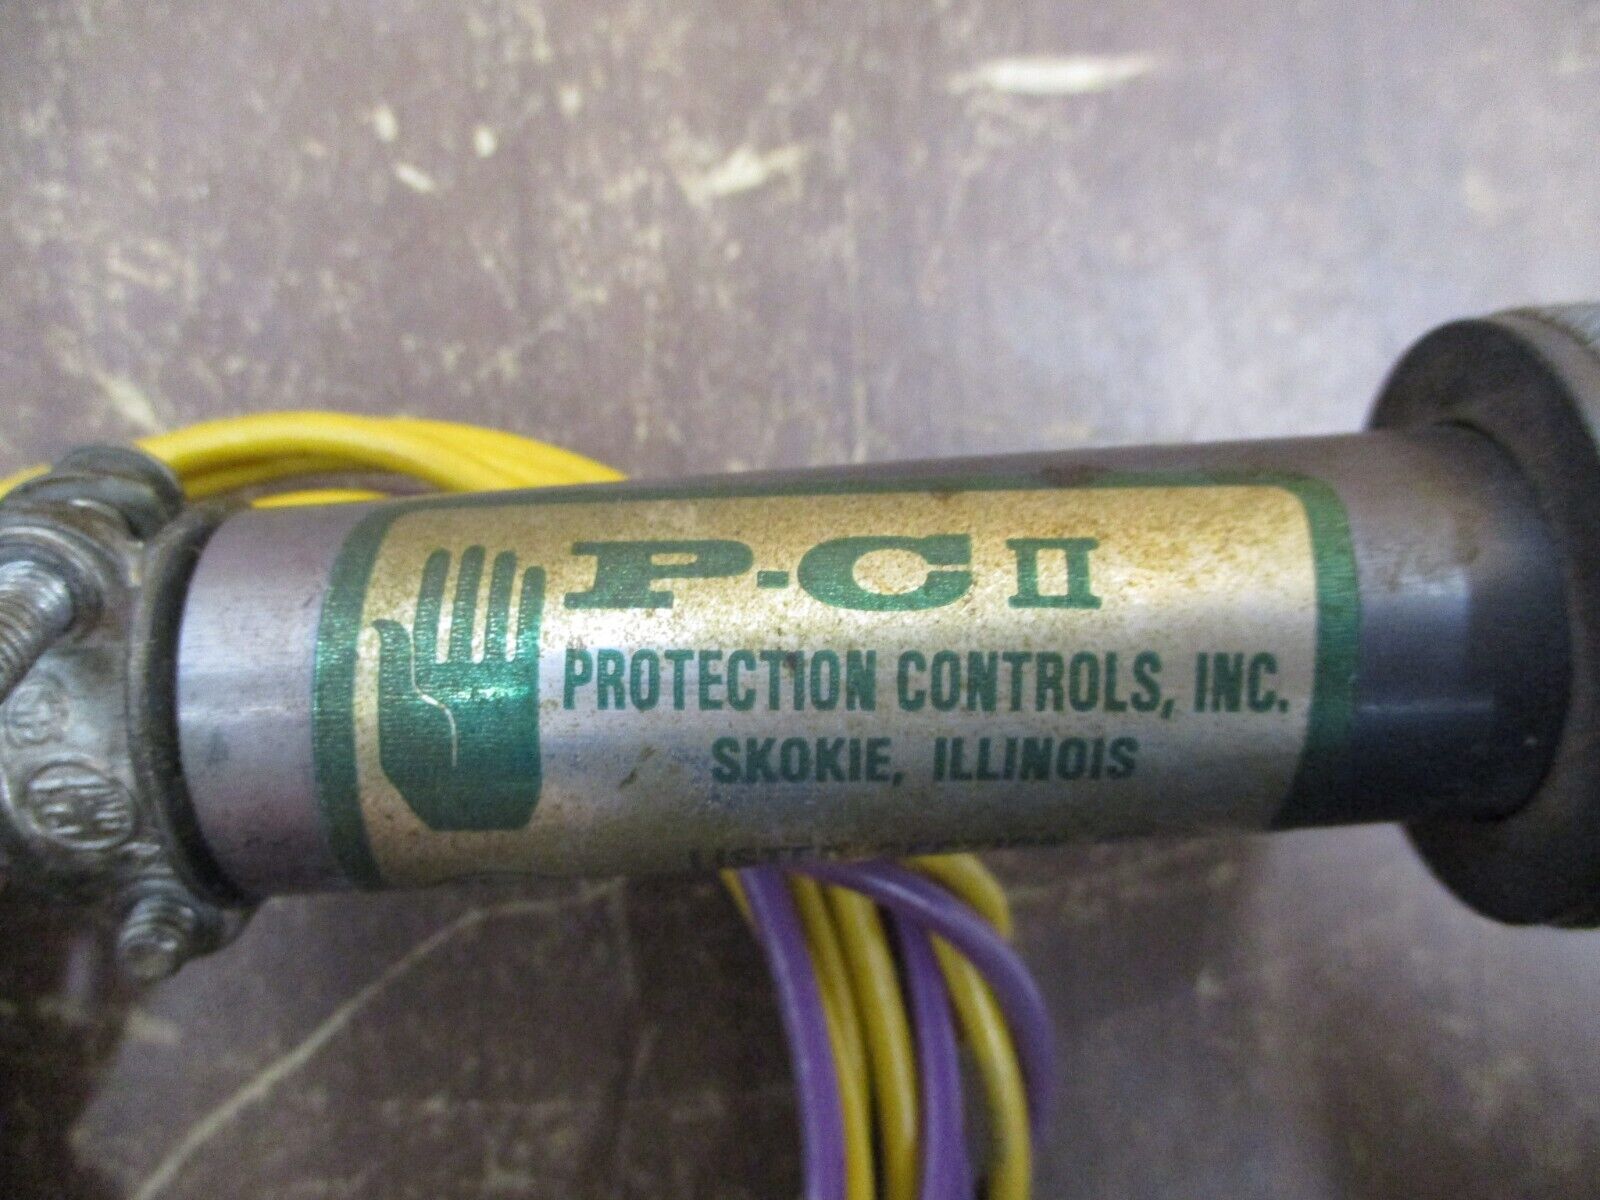 P-C II
PROTECTION CONTROLS, INC.
SKOKIE, ILLINOIS